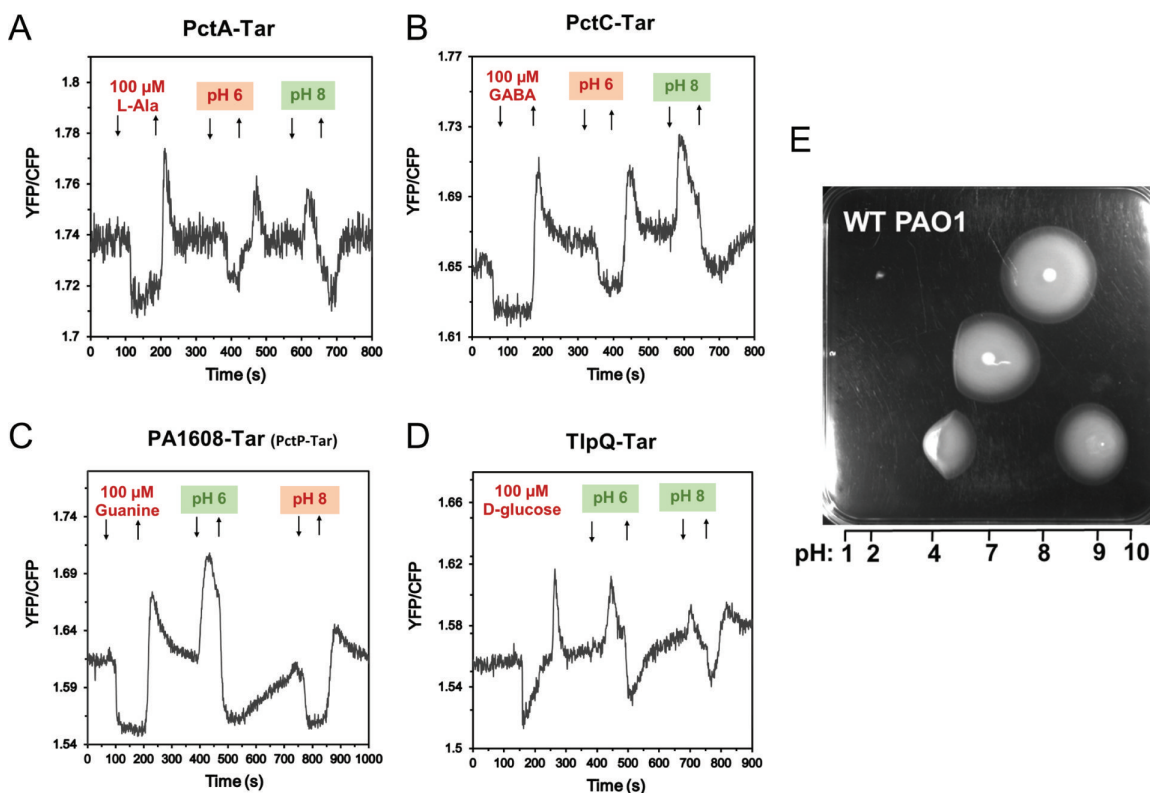 A
PctA-Tar
YFP/CFP
1.8
1.78
1.76
1.74
1.72
1.7
100 µM
L-Ala
pH 6
pH 8
0 100 200 300 400 500 600 700 800
Time (s)
B
PctC-Tar
YFP/CFP
1.77
1.73
1.69
1.65
1.61
100 µM
GABA
pH 6
pH 8
0 100 200 300 400 500 600 700 800
Time (s)
C
PA1608-Tar (PctP-Tar)
YFP/CFP
1.74
1.69
1.64
1.59
1.54
100 µM
Guanine
pH 6
pH 8
0 100 200 300 400 500 600 700 800 900 1000
Time (s)
D
TlpQ-Tar
YFP/CFP
1.66
1.62
1.58
1.54
1.5
100 µM
D-glucose
pH 6
pH 8
0 100 200 300 400 500 600 700 800 900
Time (s)
E
WT PAO1
pH: 1 2 4 7 8 9 10